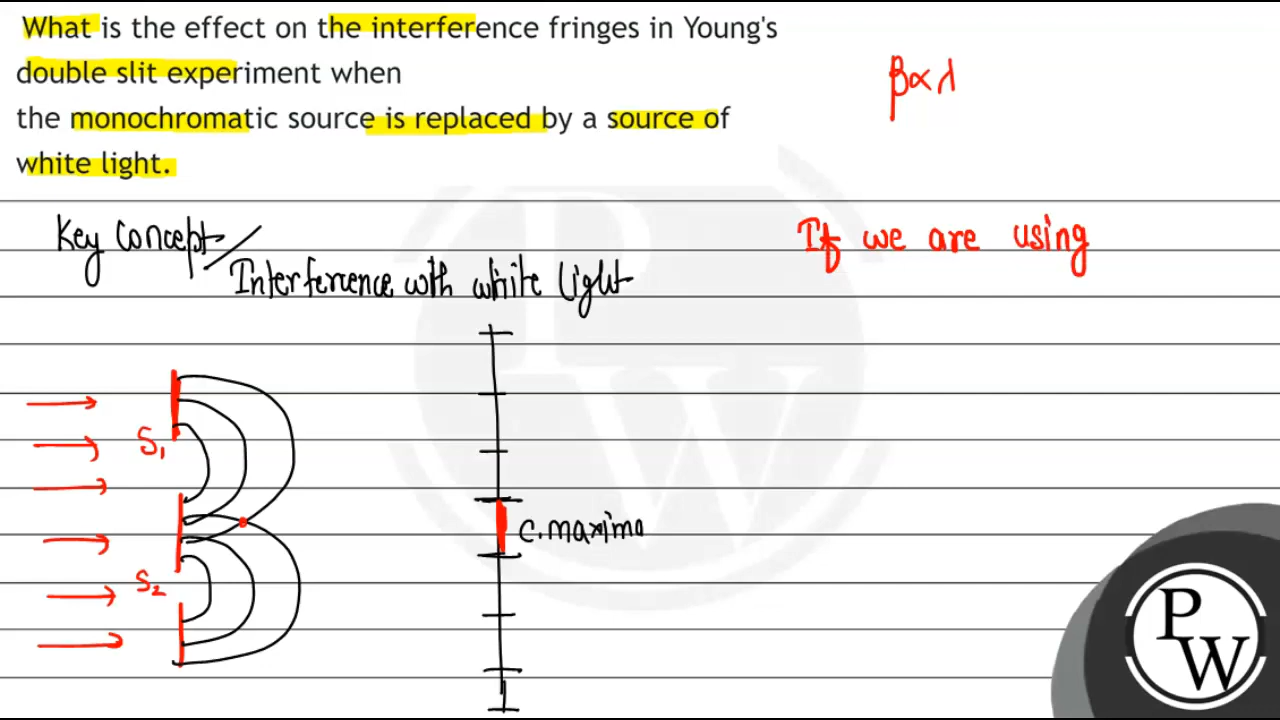 What is the effect on the interference fringes in Young's
double slit experiment when
the monochromatic source is replaced by a source of
white light.
β∝λ
Key Concept
Interference with white light
If we are using
S₁
C. maxima
S₂
P
W
P
W